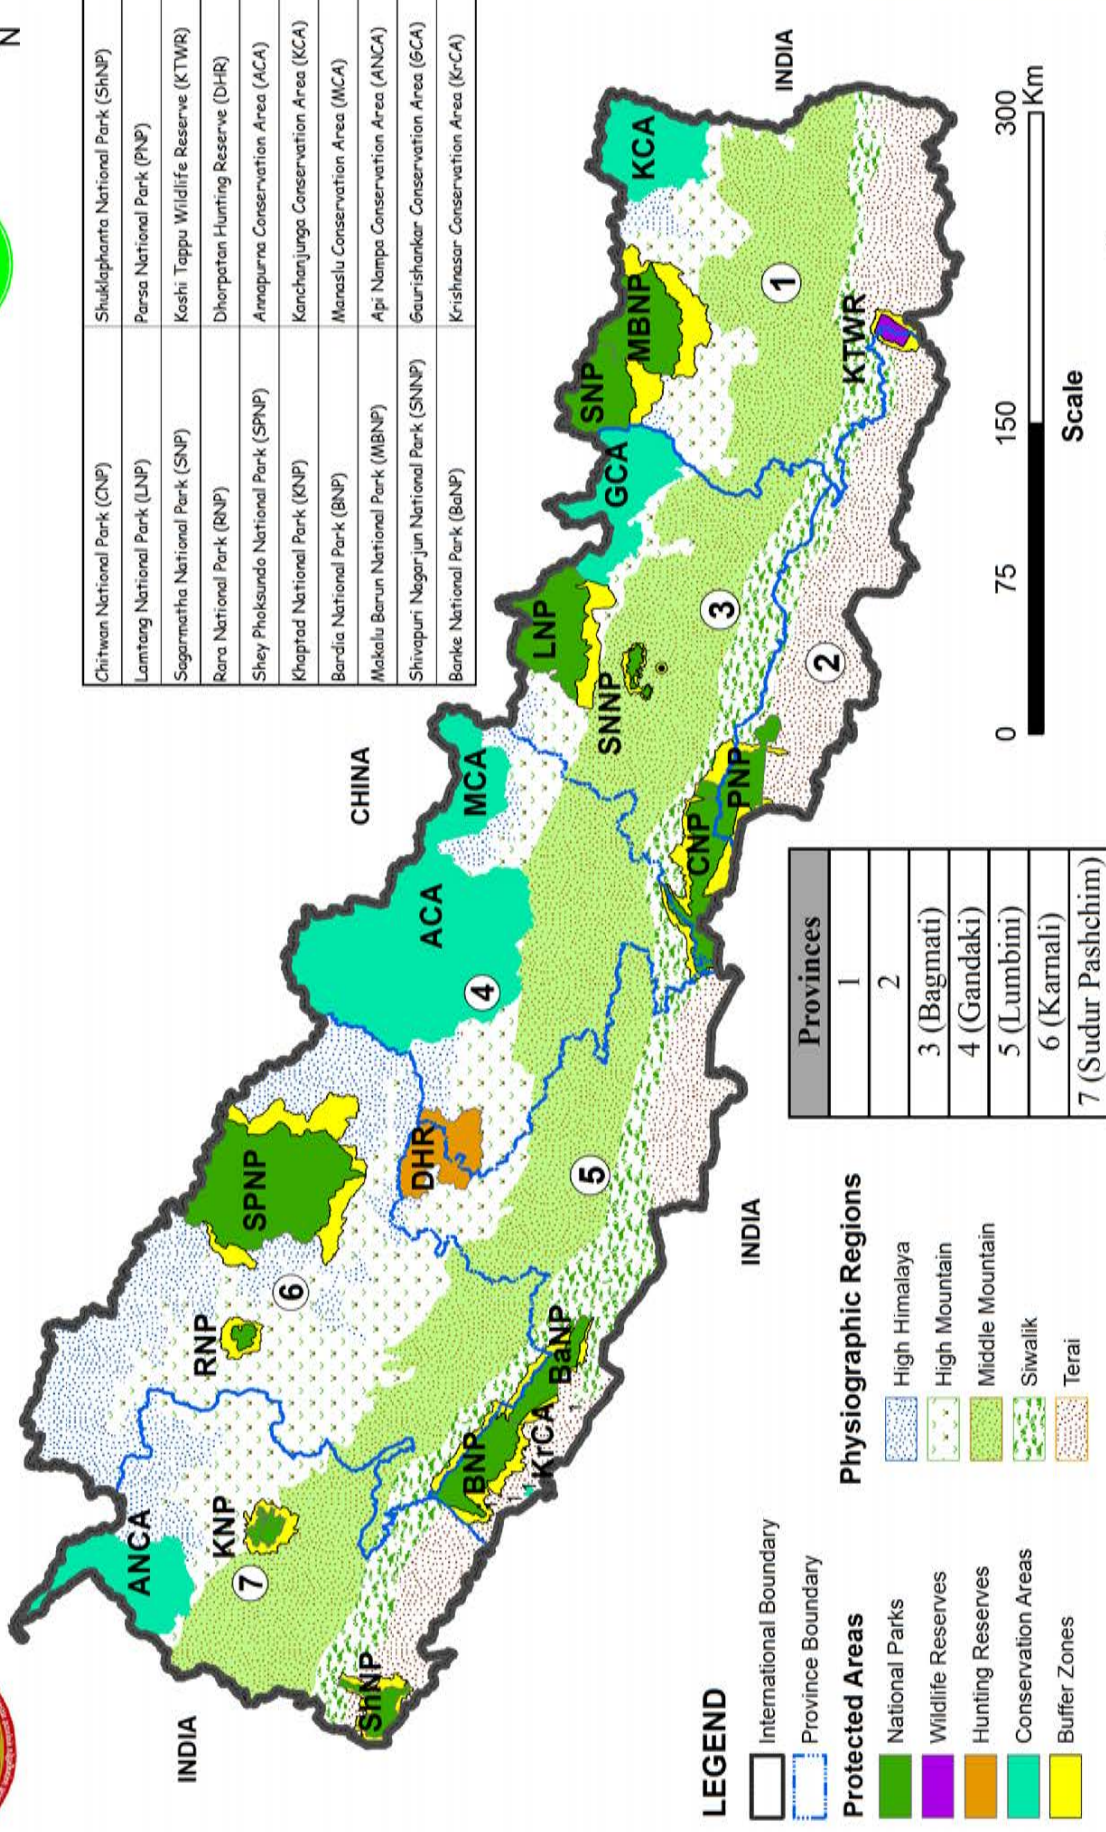 N
Chitwan National Park (CNP) Shuklaphanta National Park (ShNP)
Lamtang National Park (LNP) Parsa National Park (PNP)
Sagarmatha National Park (SNP) Koshi Tappu Wildlife Reserve (KTWR)
Rara National Park (RNP) Dhorpatan Hunting Reserve (DHR)
Shey Phoksundo National Park (SPNP) Annapurna Conservation Area (ACA)
Khaptad National Park (KNP) Kanchanjunga Conservation Area (KCA)
Bardia National Park (BNP) Manaslu Conservation Area (MCA)
Makalu Barun National Park (MBNP) Api Nampa Conservation Area (ANCA)
Shivapuri Nagarjun National Park (SNNP) Gaurishankar Conservation Area (GCA)
Banke National Park (BaNP) Krishnasar Conservation Area (KrCA)
INDIA
ANCA
KNP
7
ShNP
RNP
6
SPNP
DHR
BNP
KrCA
BaNP
5
INDIA
CHINA
ACA
4
MCA
CNP
PNP
LNP
SNNP
3
2
GCA
SNP
MBNP
KCA
1
KTWR
INDIA
LEGEND
International Boundary
Province Boundary
Protected Areas
National Parks
Wildlife Reserves
Hunting Reserves
Conservation Areas
Buffer Zones
Physiographic Regions
High Himalaya
High Mountain
Middle Mountain
Siwalik
Terai
Provinces
1
2
3 (Bagmati)
4 (Gandaki)
5 (Lumbini)
6 (Karnali)
7 (Sudur Pashchim)
0 75 150 300
Km
Scale